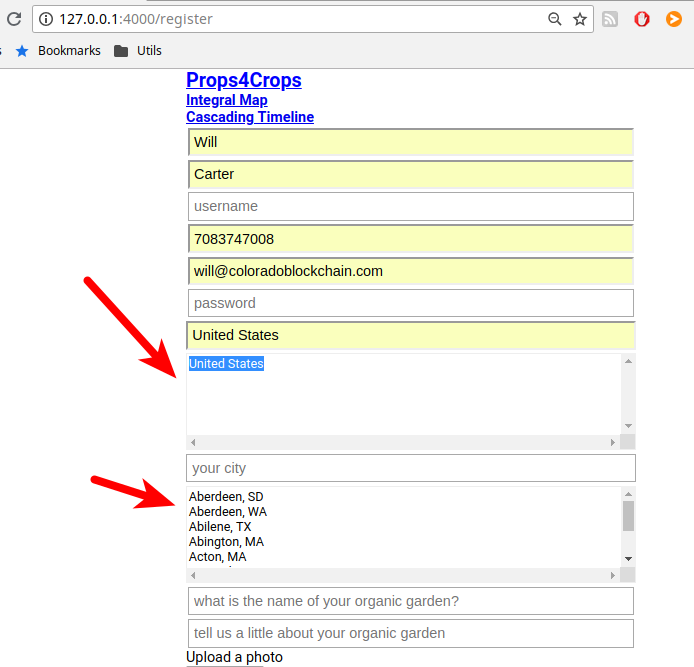 127.0.0.1:4000/register
Bookmarks Utils
Props4Crops
Integral Map
Cascading Timeline
Will
Carter
username
7083747008
will@coloradoblockchain.com
password
United States
United States
your city
Aberdeen, SD
Aberdeen, WA
Abilene, TX
Abington, MA
Acton, MA
what is the name of your organic garden?
tell us a little about your organic garden
Upload a photo